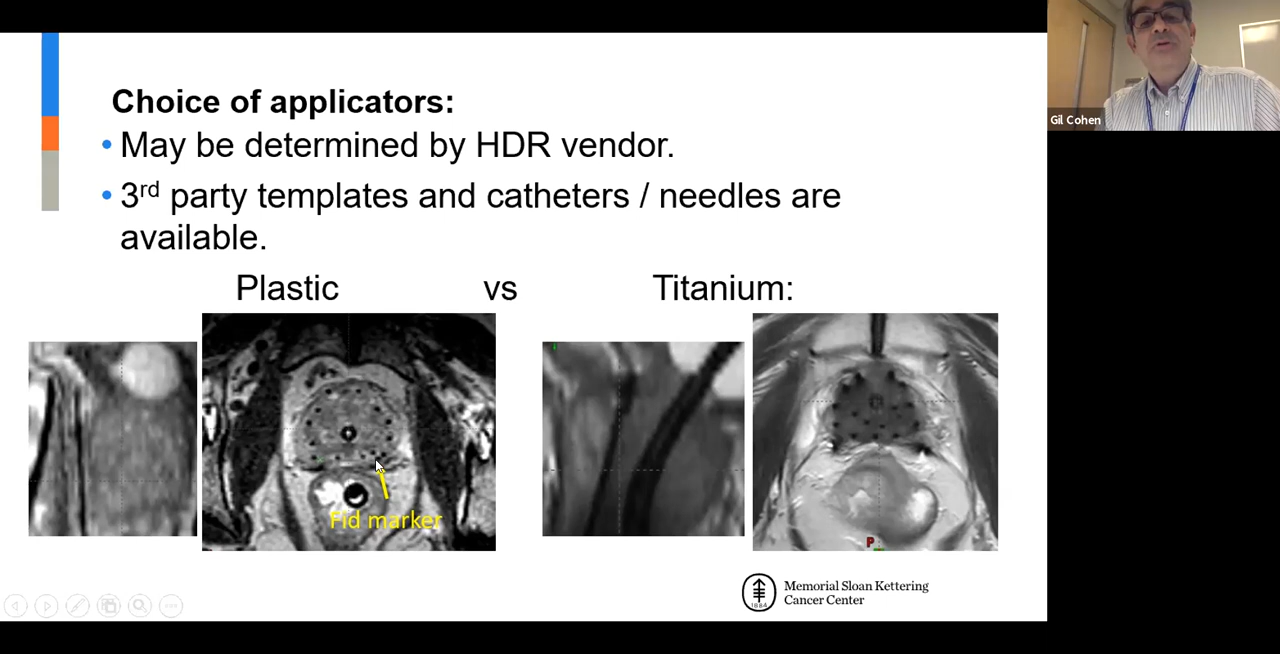 Choice of applicators:
• May be determined by HDR vendor.
• 3rd party templates and catheters / needles are
available.
Plastic vs Titanium:
Fid marker
P
Memorial Sloan Kettering
Cancer Center
1884
Gil Cohen